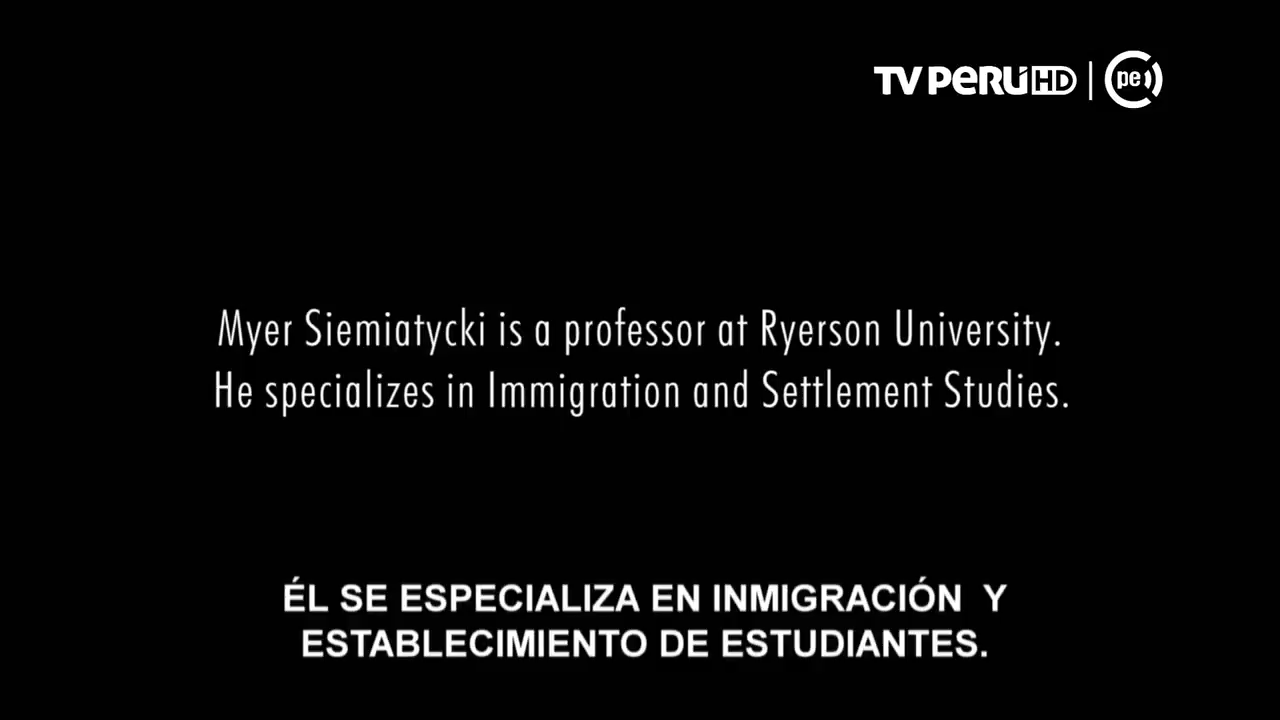 TV PERÚ HD | pe
Myer Siemiatycki is a professor at Ryerson University.
He specializes in Immigration and Settlement Studies.
ÉL SE ESPECIALIZA EN INMIGRACIÓN Y
ESTABLECIMIENTO DE ESTUDIANTES.